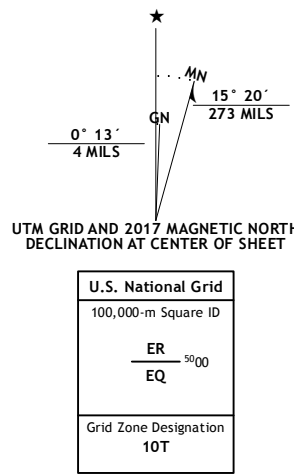 ★
MN
15° 20´
273 MILS
GN
0° 13´
4 MILS
UTM GRID AND 2017 MAGNETIC NORTH
DECLINATION AT CENTER OF SHEET
U.S. National Grid
100,000-m Square ID
ER
5000
EQ
Grid Zone Designation
10T